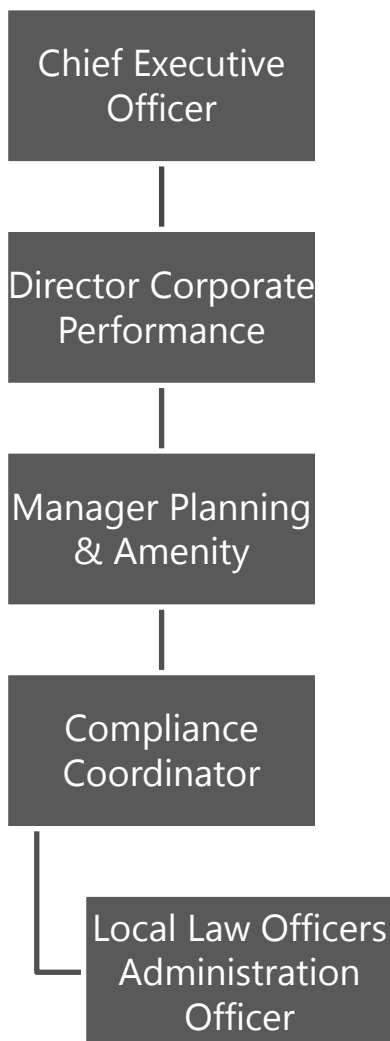 Chief Executive
Officer
Director Corporate
Performance
Manager Planning
& Amenity
Compliance
Coordinator
Local Law Officers
Administration
Officer